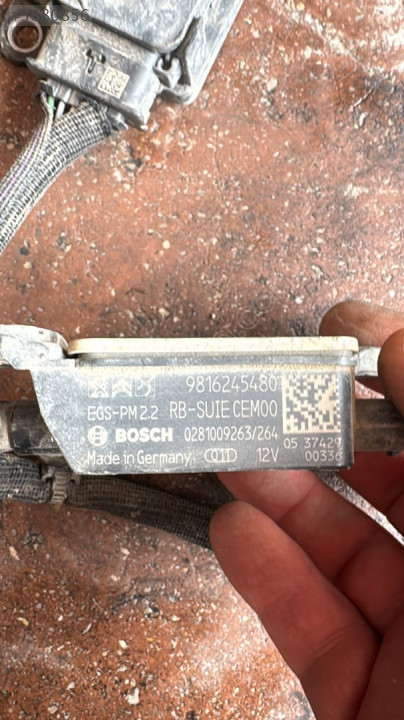 9816245480
EGS-PM2.2 RB-SUIE CEM00
BOSCH 0281009263/264
Made in Germany 12V
05 37429
00336